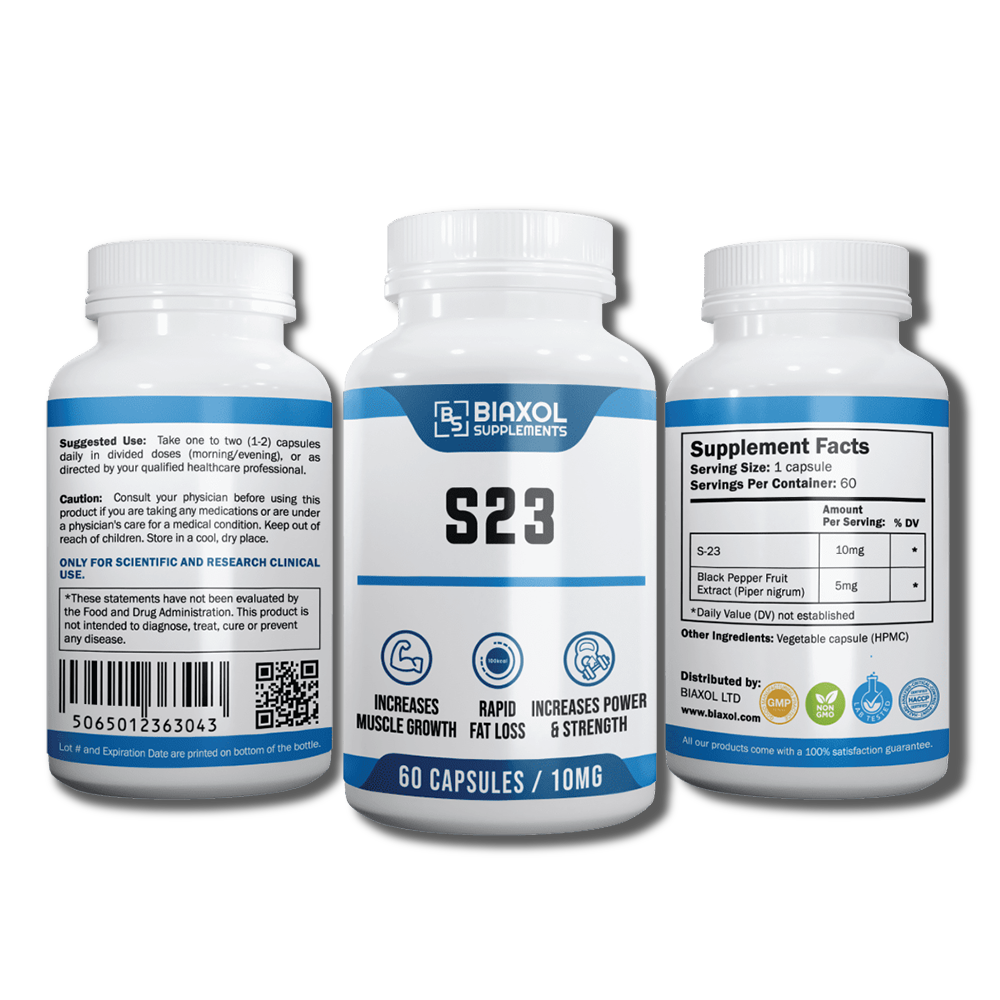 Suggested Use: Take one to two (1-2) capsules
daily in divided doses (morning/evening), or as
directed by your qualified healthcare professional.
Caution: Consult your physician before using this
product if you are taking any medications or are under
a physician's care for a medical condition. Keep out of
reach of children. Store in a cool, dry place.
ONLY FOR SCIENTIFIC AND RESEARCH CLINICAL
USE.
*These statements have not been evaluated by
the Food and Drug Administration. This product is
not intended to diagnose, treat, cure or prevent
any disease.
5065012363043
Lot # and Expiration Date are printed on bottom of the bottle.
BS BIAXOL
SUPPLEMENTS
S23
100kcal
INCREASES
MUSCLE GROWTH
RAPID
FAT LOSS
INCREASES POWER
& STRENGTH
60 CAPSULES / 10MG
Supplement Facts
Serving Size: 1 capsule
Servings Per Container: 60
Amount
Per Serving: % DV
S-23 10mg *
Black Pepper Fruit
Extract (Piper nigrum) 5mg *
*Daily Value (DV) not established
Other Ingredients: Vegetable capsule (HPMC)
Distributed by:
BIAXOL LTD
www.biaxol.com
GMP
NON
GMO
LAB TESTED
HACCP
All our products come with a 100% satisfaction guarantee.